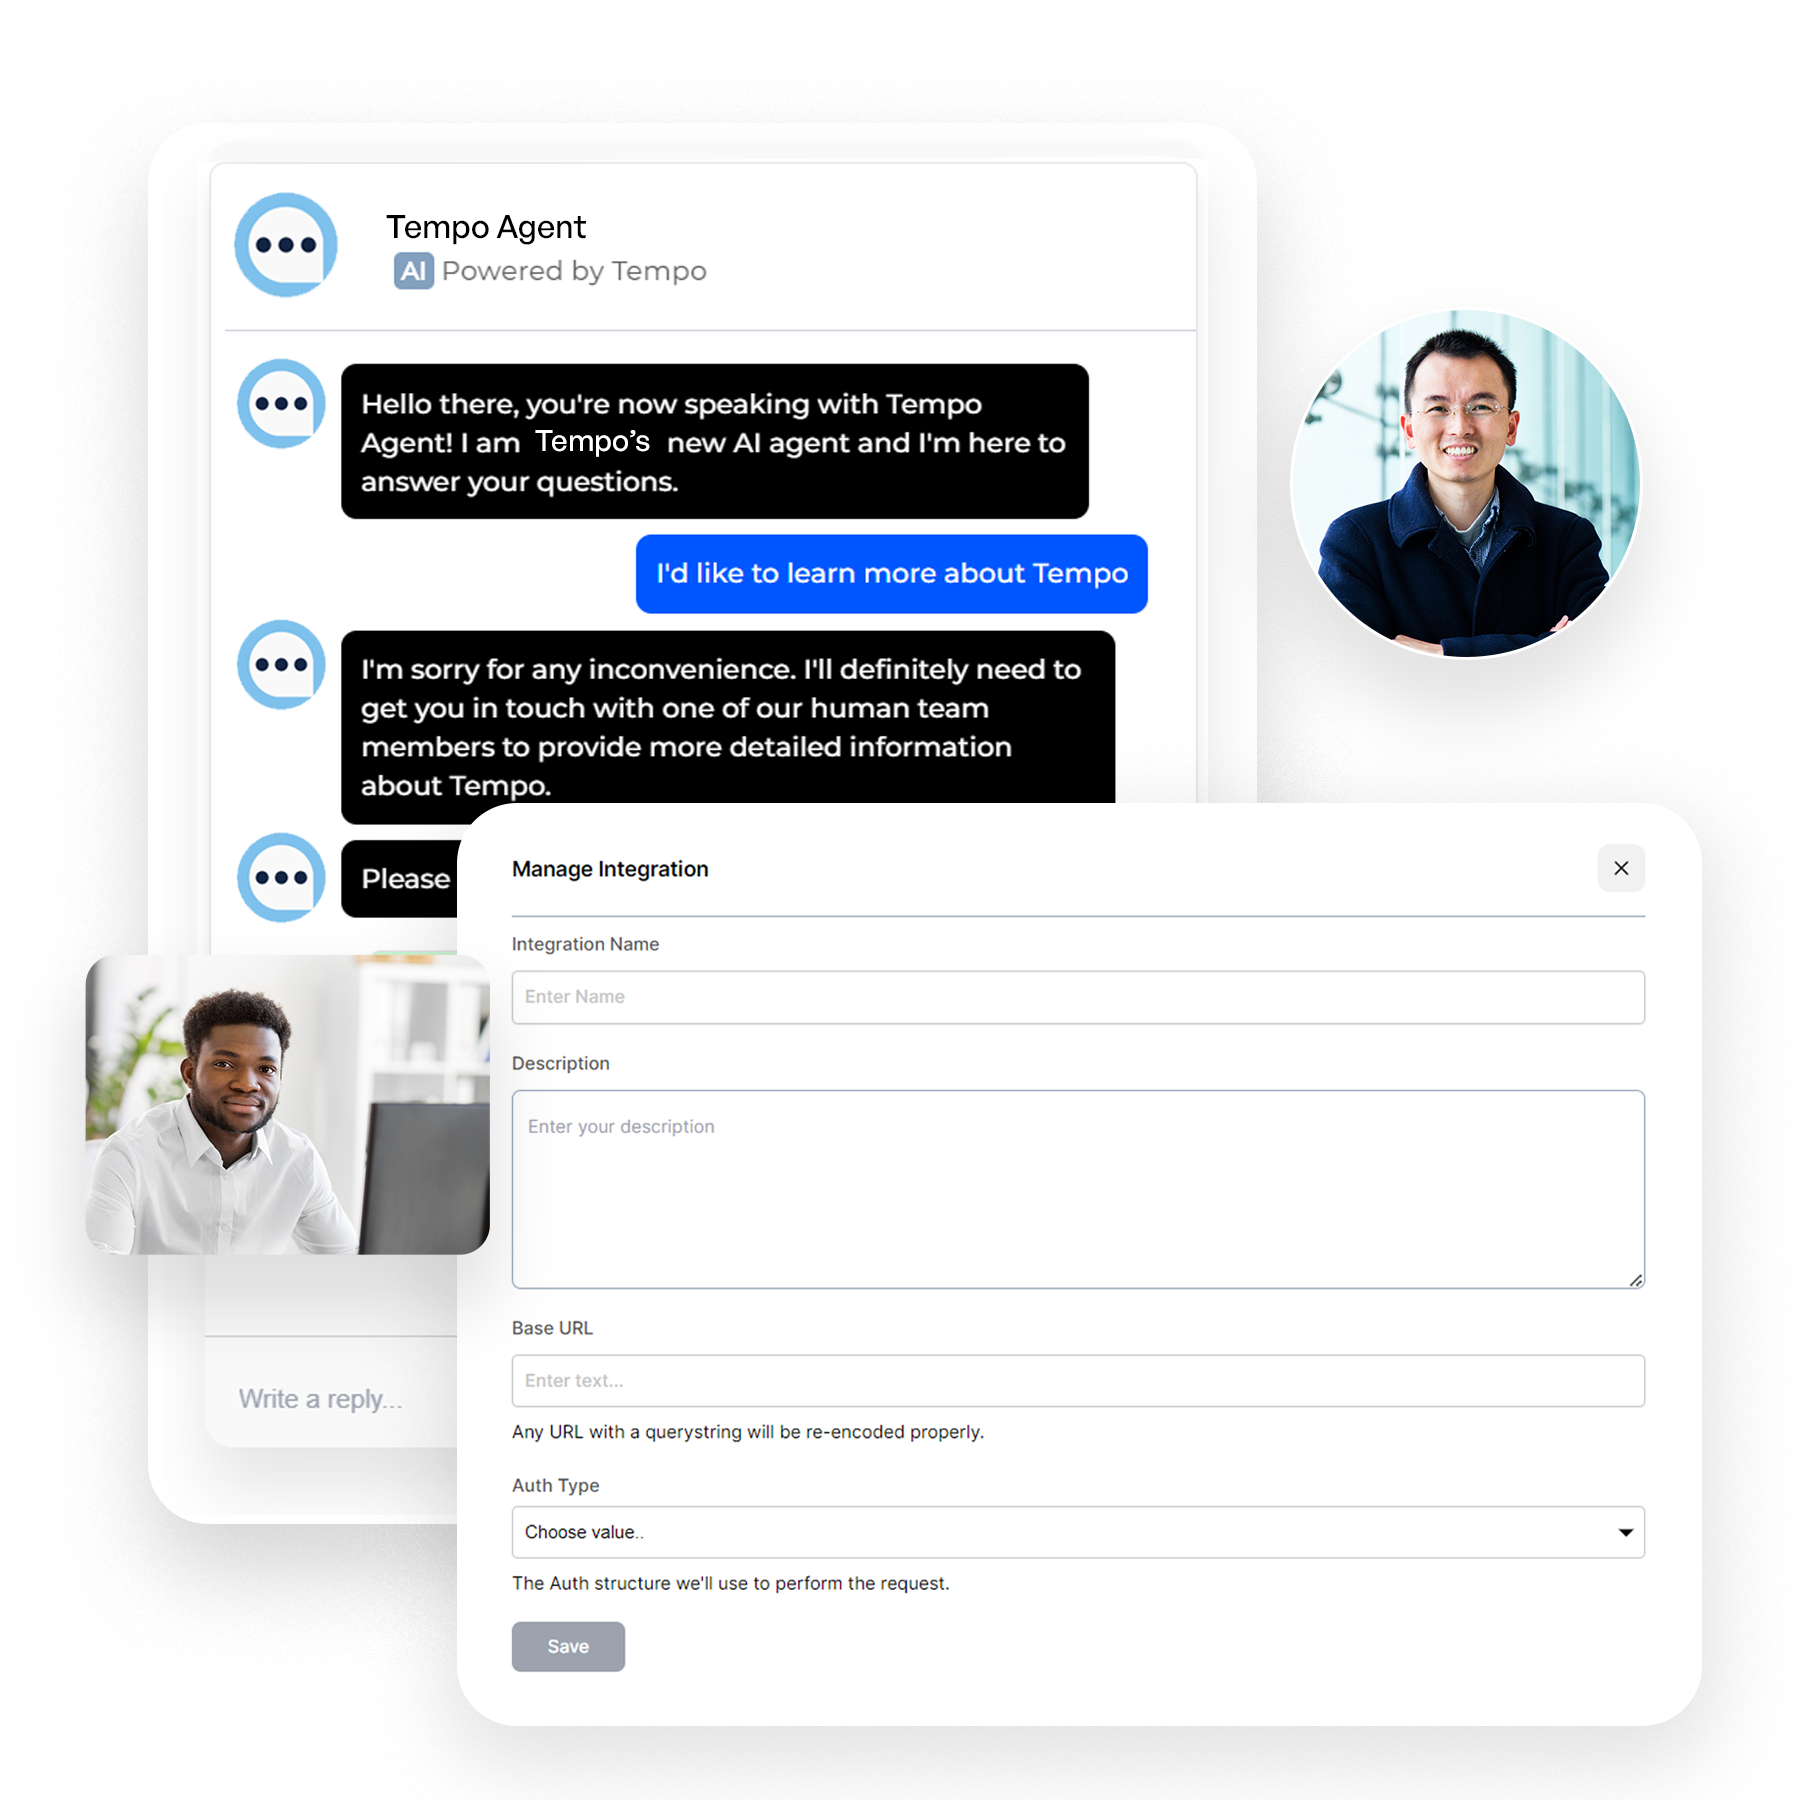 Tempo Agent
AI Powered by Tempo
Hello there, you're now speaking with Tempo
Agent! I am Tempo’s new AI agent and I'm here to
answer your questions.
I'd like to learn more about Tempo
I'm sorry for any inconvenience. I'll definitely need to
get you in touch with one of our human team
members to provide more detailed information
about Tempo.
Please
Write a reply...
Manage Integration
Integration Name
Enter Name
Description
Enter your description
Base URL
Enter text...
Any URL with a querystring will be re-encoded properly.
Auth Type
Choose value..
The Auth structure we'll use to perform the request.
Save